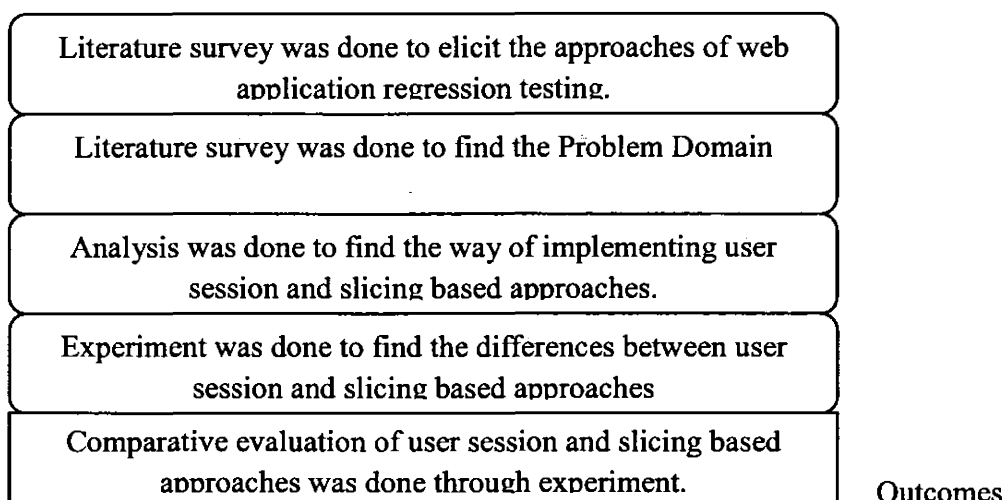 Literature survey was done to elicit the approaches of web
application regression testing.
Literature survey was done to find the Problem Domain
Analysis was done to find the way of implementing user
session and slicing based approaches.
Experiment was done to find the differences between user
session and slicing based approaches
Comparative evaluation of user session and slicing based
approaches was done through experiment.
Outcomes